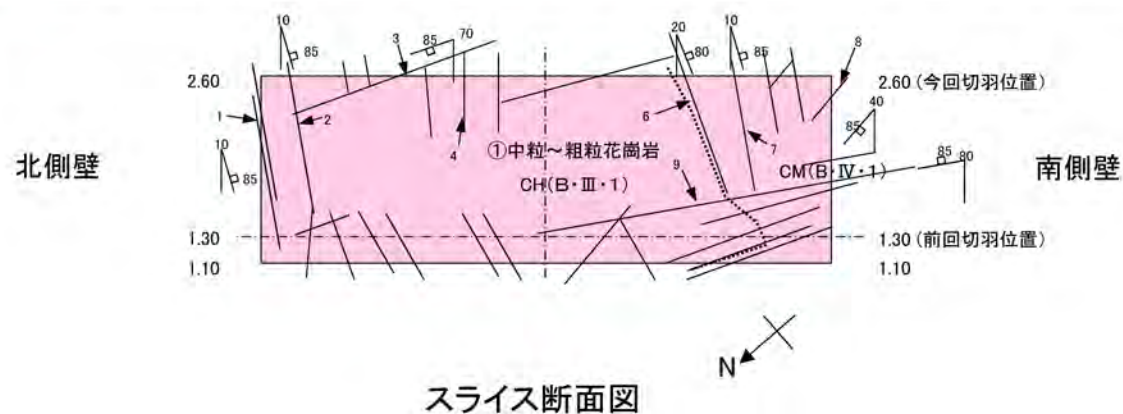 10
85
3
85
70
20
80
10
85
8
2.60
2.60 (今回切羽位置)
1
2
40
85
6
10
85
4
①中粒～粗粒花崗岩
7
北側壁
CH(B・Ⅲ・1)
9
CM(B・Ⅳ・1)
85
80
南側壁
1.30
1.30 (前回切羽位置)
1.10
1.10
N
スライス断面図